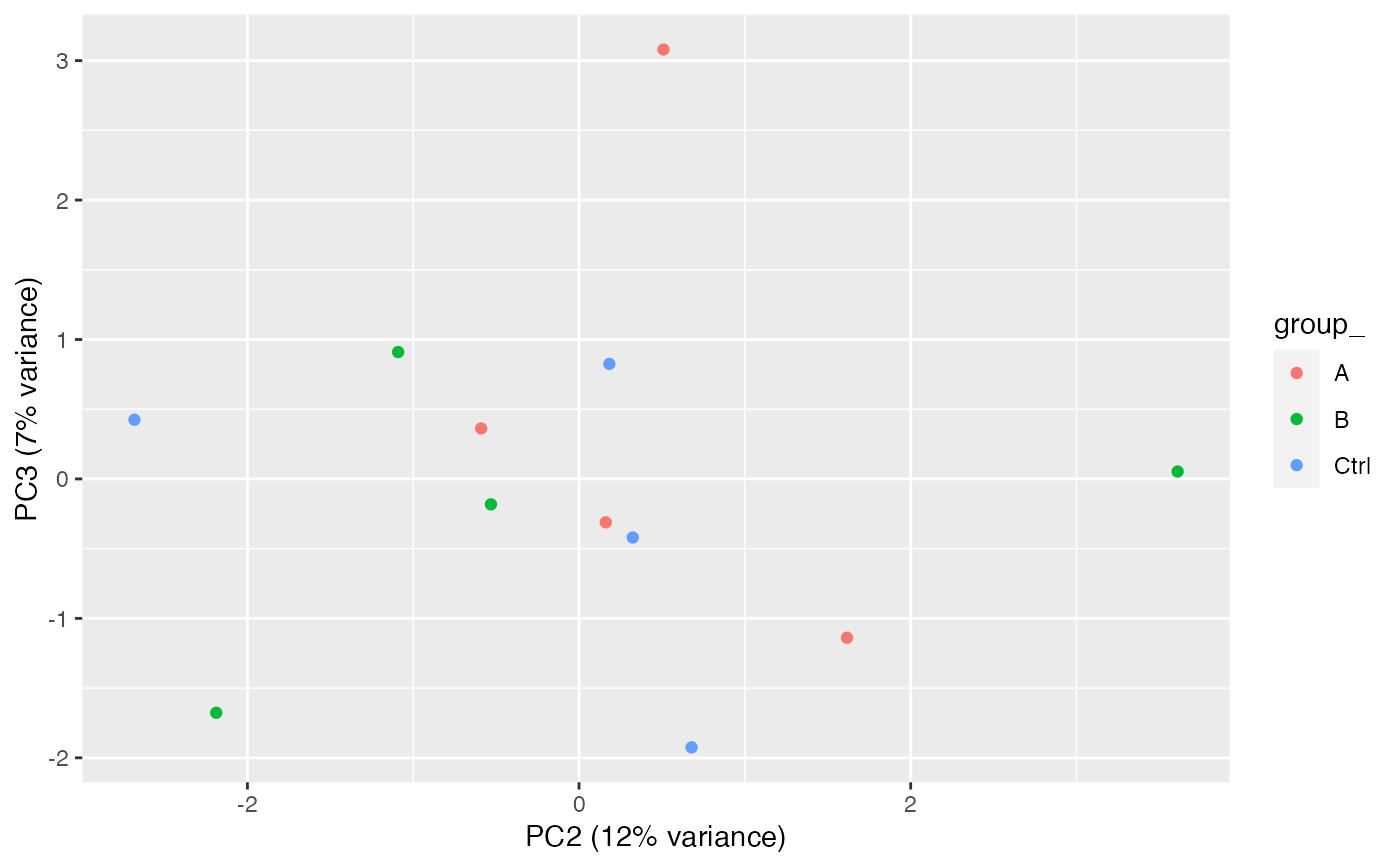 3
2
1
0
-1
-2
PC3 (7% variance)
-2
0
2
PC2 (12% variance)
group_
A
B
Ctrl